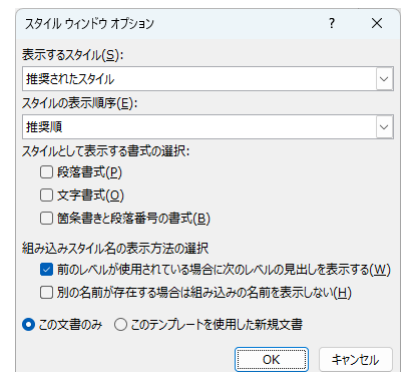 スタイル ウィンドウ オプション ? ×
表示するスタイル(S):
推奨されたスタイル
スタイルの表示順序(E):
推奨順
スタイルとして表示する書式の選択:
段落書式(P)
文字書式(O)
箇条書きと段落番号の書式(B)
組み込みスタイル名の表示方法の選択
前のレベルが使用されている場合に次のレベルの見出しを表示する(W)
別の名前が存在する場合は組み込みの名前を表示しない(H)
この文書のみ このテンプレートを使用した新規文書
OK キャンセル